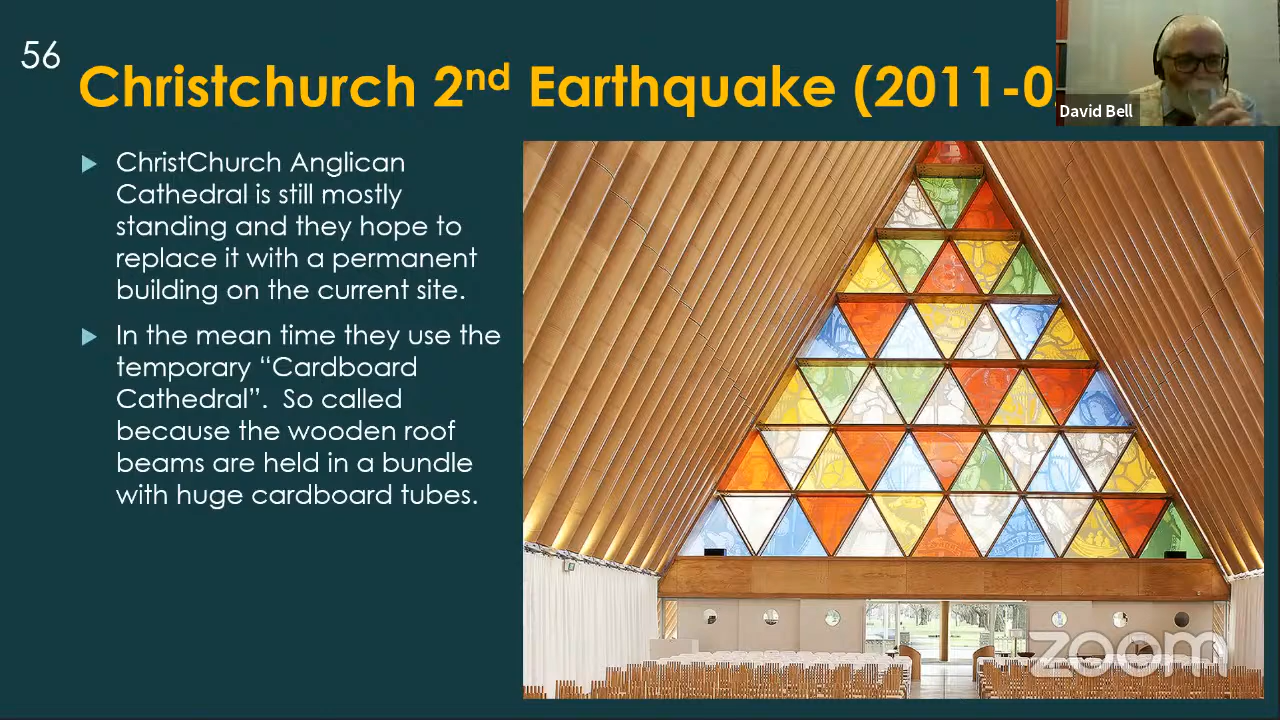 56
Christchurch 2nd Earthquake (2011-0
David Bell
ChristChurch Anglican
Cathedral is still mostly
standing and they hope to
replace it with a permanent
building on the current site.
In the mean time they use the
temporary “Cardboard
Cathedral”.  So called
because the wooden roof
beams are held in a bundle
with huge cardboard tubes.
zoom